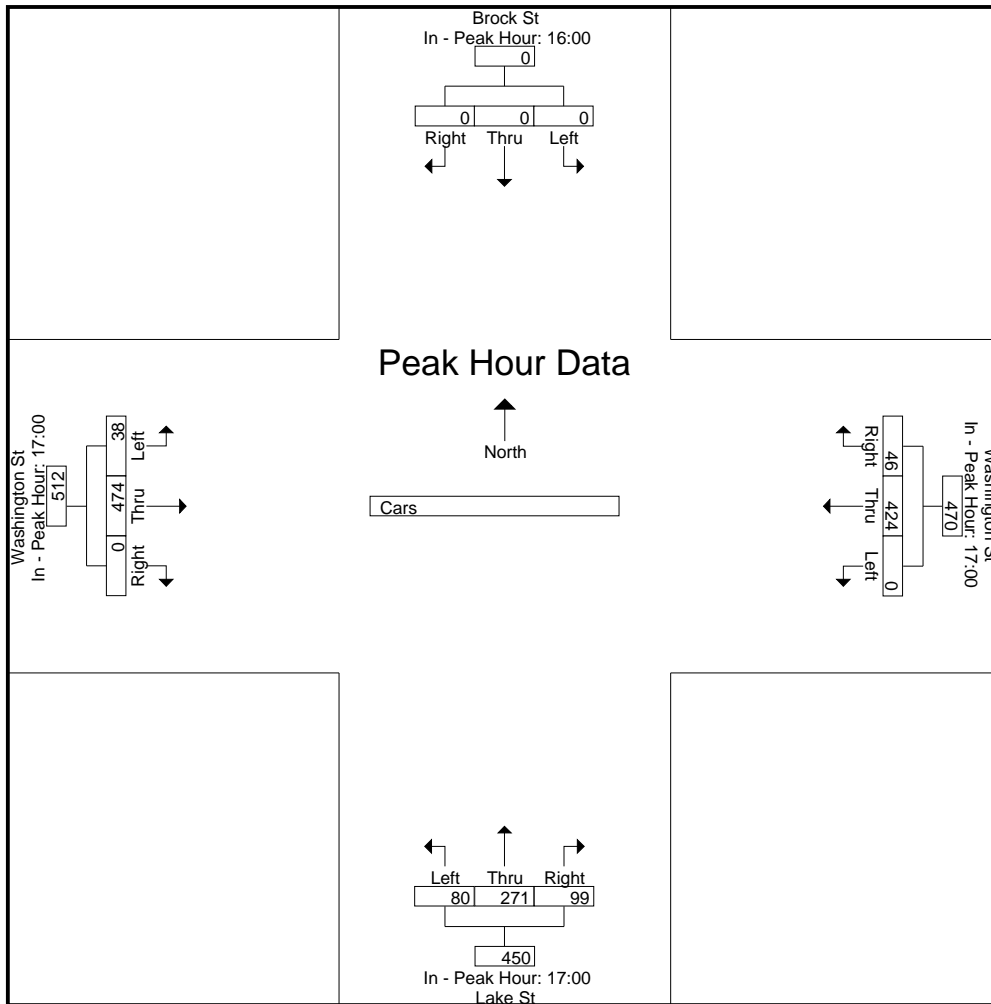 Brock St
In - Peak Hour: 16:00
0
0 0 0
Right Thru Left
Peak Hour Data
North
Cars
Washington St
In - Peak Hour: 17:00
512
38 474 0
Left Thru Right
Washington St
In - Peak Hour: 17:00
470
46 424 0
Right Thru Left
Left Thru Right
80 271 99
450
In - Peak Hour: 17:00
Lake St